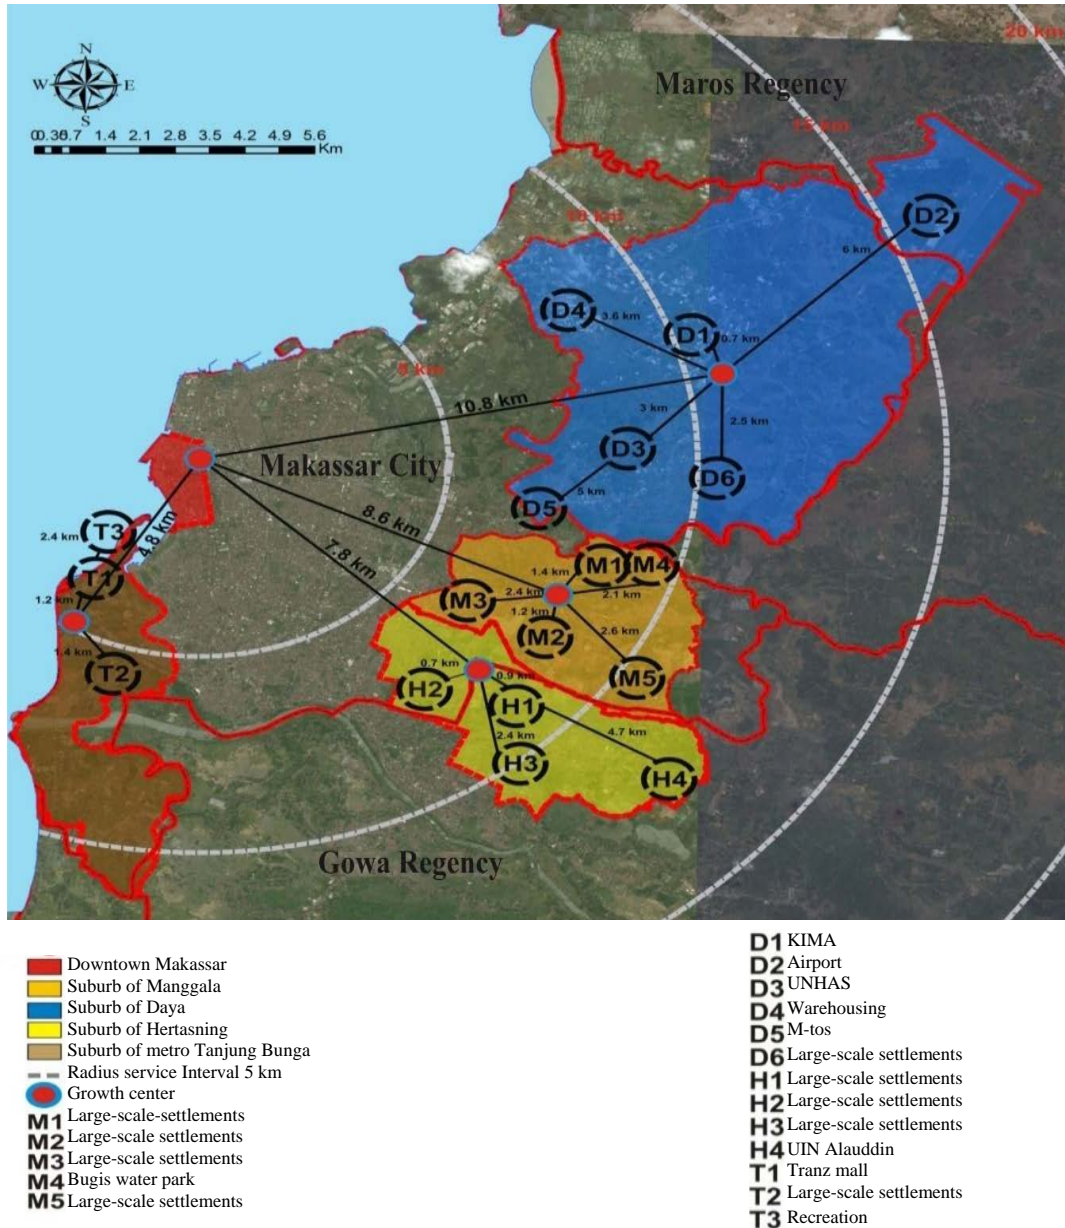 Maros Regency
20 km
N
W E
S
15 km
0 0.36 0.7 1.4 2.1 2.8 3.5 4.2 4.9 5.6
Km
10 km
D2
6 km
D4
3.6 km
D1
0.7 km
5 km
10.8 km
3 km
2.5 km
Makassar City
D3
D6
5 km
D5
8.6 km
4.8 km
2.4 km
T3
7.8 km
T1
1.4 km
M1
M4
2.4 km
2.1 km
M3
1.2 km
1.2 km
M2
2.6 km
1.4 km
T2
0.7 km
0.9 km
M5
H2
H1
2.4 km
4.7 km
H3
H4
Gowa Regency
Downtown Makassar
Suburb of Manggala
Suburb of Daya
Suburb of Hertasning
Suburb of metro Tanjung Bunga
Radius service Interval 5 km
Growth center
M1 Large-scale-settlements
M2 Large-scale settlements
M3 Large-scale settlements
M4 Bugis water park
M5 Large-scale settlements
D1 KIMA
D2 Airport
D3 UNHAS
D4 Warehousing
D5 M-tos
D6 Large-scale settlements
H1 Large-scale settlements
H2 Large-scale settlements
H3 Large-scale settlements
H4 UIN Alauddin
T1 Tranz mall
T2 Large-scale settlements
T3 Recreation